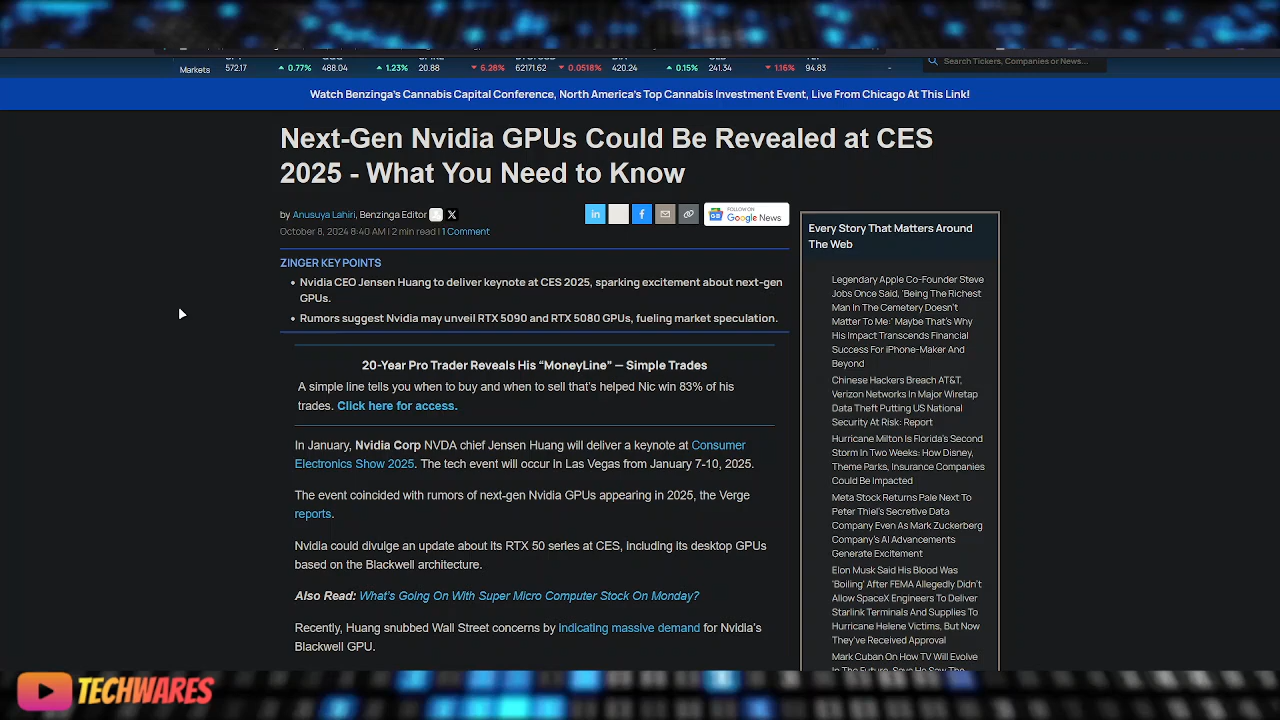 Markets
572.17 0.77% 488.04 1.23% 20.88 6.28% 62171.62 0.0518% 420.24 0.15% 241.34 1.16% 94.83 -
Search Tickers, Companies or News...
Watch Benzinga's Cannabis Capital Conference, North America's Top Cannabis Investment Event, Live From Chicago At This Link!
Next-Gen Nvidia GPUs Could Be Revealed at CES
2025 - What You Need to Know
by Anusuya Lahiri, Benzinga Editor
October 8, 2024 8:40 AM | 2 min read | 1 Comment
FOLLOW ON
Google News
ZINGER KEY POINTS
• Nvidia CEO Jensen Huang to deliver keynote at CES 2025, sparking excitement about next-gen
GPUs.
• Rumors suggest Nvidia may unveil RTX 5090 and RTX 5080 GPUs, fueling market speculation.
20-Year Pro Trader Reveals His “MoneyLine” — Simple Trades
A simple line tells you when to buy and when to sell that’s helped Nic win 83% of his
trades. Click here for access.
In January, Nvidia Corp NVDA chief Jensen Huang will deliver a keynote at Consumer
Electronics Show 2025. The tech event will occur in Las Vegas from January 7-10, 2025.
The event coincided with rumors of next-gen Nvidia GPUs appearing in 2025, the Verge
reports.
Nvidia could divulge an update about its RTX 50 series at CES, including its desktop GPUs
based on the Blackwell architecture.
Also Read: What’s Going On With Super Micro Computer Stock On Monday?
Recently, Huang snubbed Wall Street concerns by indicating massive demand for Nvidia’s
Blackwell GPU.
Every Story That Matters Around
The Web
Legendary Apple Co-Founder Steve
Jobs Once Said, 'Being The Richest
Man In The Cemetery Doesn't
Matter To Me:' Maybe That's Why
His Impact Transcends Financial
Success For iPhone-Maker And
Beyond
Chinese Hackers Breach AT&T,
Verizon Networks In Major Wiretap
Data Theft Putting US National
Security At Risk: Report
Hurricane Milton Is Florida's Second
Storm In Two Weeks: How Disney,
Theme Parks, Insurance Companies
Could Be Impacted
Meta Stock Returns Pale Next To
Peter Thiel's Secretive Data
Company Even As Mark Zuckerberg
Company's AI Advancements
Generate Excitement
Elon Musk Said His Blood Was
'Boiling' After FEMA Allegedly Didn't
Allow SpaceX Engineers To Deliver
Starlink Terminals And Supplies To
Hurricane Helene Victims, But Now
They've Received Approval
Mark Cuban On How TV Will Evolve
TECHWARES